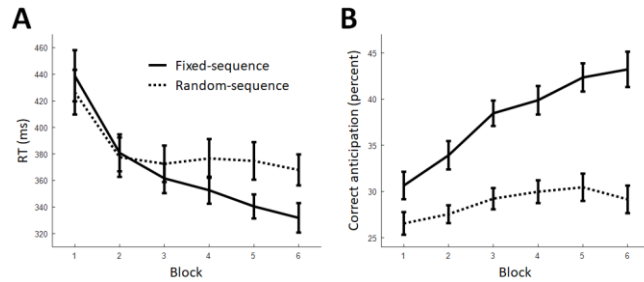 A
B
460
440
420
400
380
360
340
320
RT (ms)
Fixed-sequence
Random-sequence
1 2 3 4 5 6
Block
45
40
35
30
25
Correct anticipation (percent)
1 2 3 4 5 6
Block